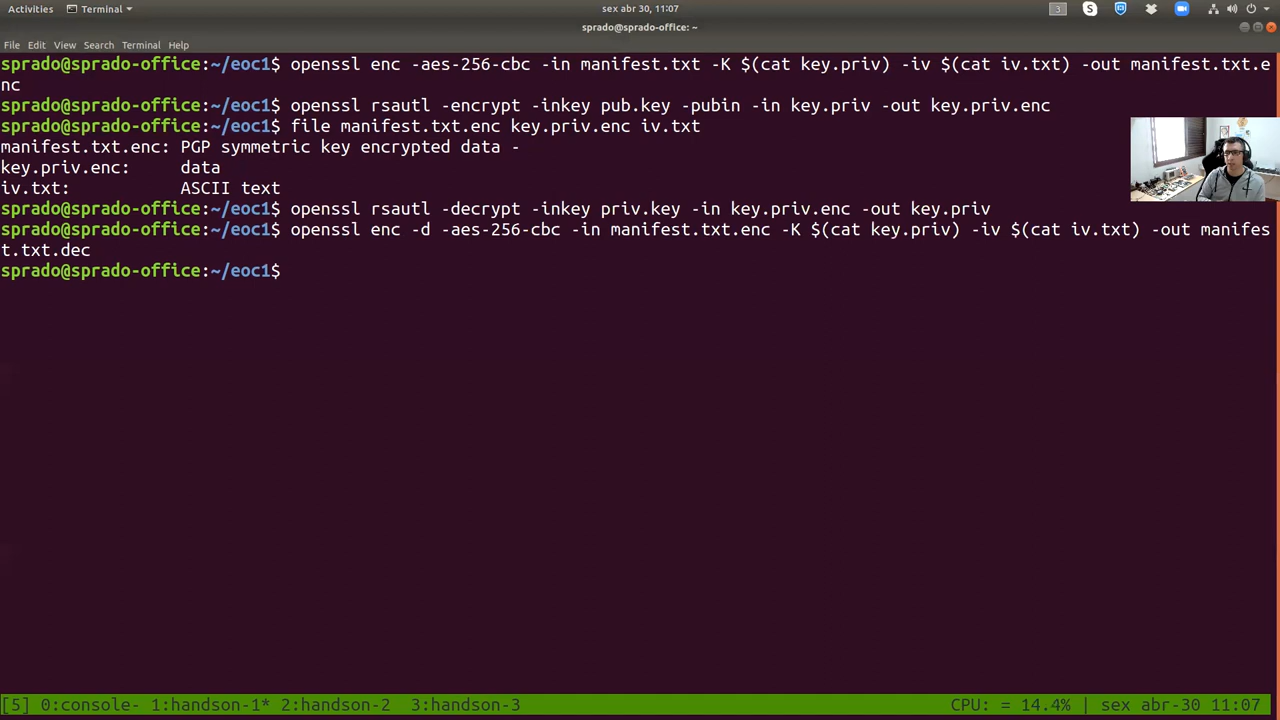 Activities Terminal sex abr 30, 11:07 3
sprado@sprado-office: ~
File Edit View Search Terminal Help
sprado@sprado-office:~/eoc1$ openssl enc -aes-256-cbc -in manifest.txt -K $(cat key.priv) -iv $(cat iv.txt) -out manifest.txt.e
nc
sprado@sprado-office:~/eoc1$ openssl rsautl -encrypt -inkey pub.key -pubin -in key.priv -out key.priv.enc
sprado@sprado-office:~/eoc1$ file manifest.txt.enc key.priv.enc iv.txt
manifest.txt.enc: PGP symmetric key encrypted data -
key.priv.enc:     data
iv.txt:           ASCII text
sprado@sprado-office:~/eoc1$ openssl rsautl -decrypt -inkey priv.key -in key.priv.enc -out key.priv
sprado@sprado-office:~/eoc1$ openssl enc -d -aes-256-cbc -in manifest.txt.enc -K $(cat key.priv) -iv $(cat iv.txt) -out manifes
t.txt.dec
sprado@sprado-office:~/eoc1$
[5] 0:console- 1:handson-1* 2:handson-2  3:handson-3 CPU: = 14.4% | sex abr-30 11:07